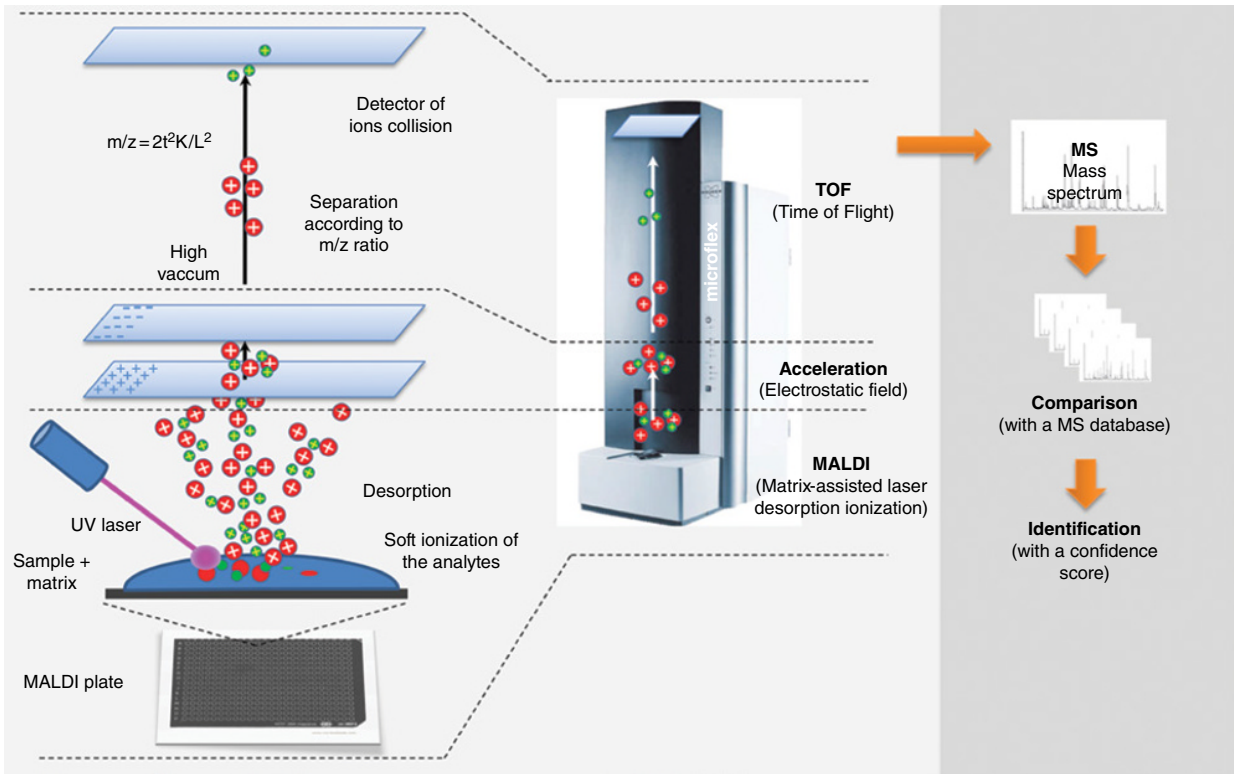 Detector of
ions collision
m/z = 2t²K/L²
Separation
according to
m/z ratio
High
vaccum
Desorption
UV laser
Soft ionization of
the analytes
Sample +
matrix
MALDI plate
microflex
TOF
(Time of Flight)
Acceleration
(Electrostatic field)
MALDI
(Matrix-assisted laser
desorption ionization)
MS
Mass
spectrum
Comparison
(with a MS database)
Identification
(with a confidence
score)